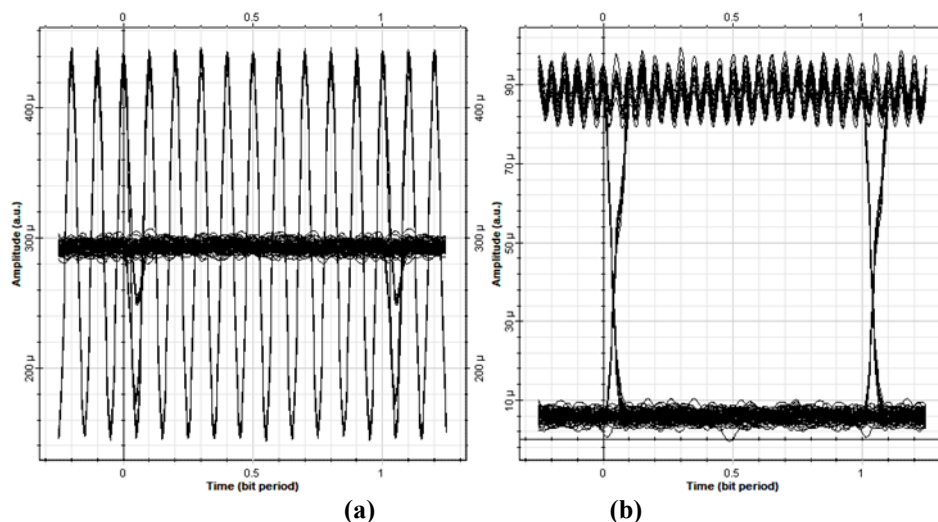 0 0.5 1
Amplitude (a.u.)
400 µ
300 µ
200 µ
400 µ
300 µ
200 µ
0 0.5 1
Time (bit period)
(a)
0 0.5 1
Amplitude (a.u.)
90 µ
70 µ
50 µ
30 µ
10 µ
0 0.5 1
Time (bit period)
(b)